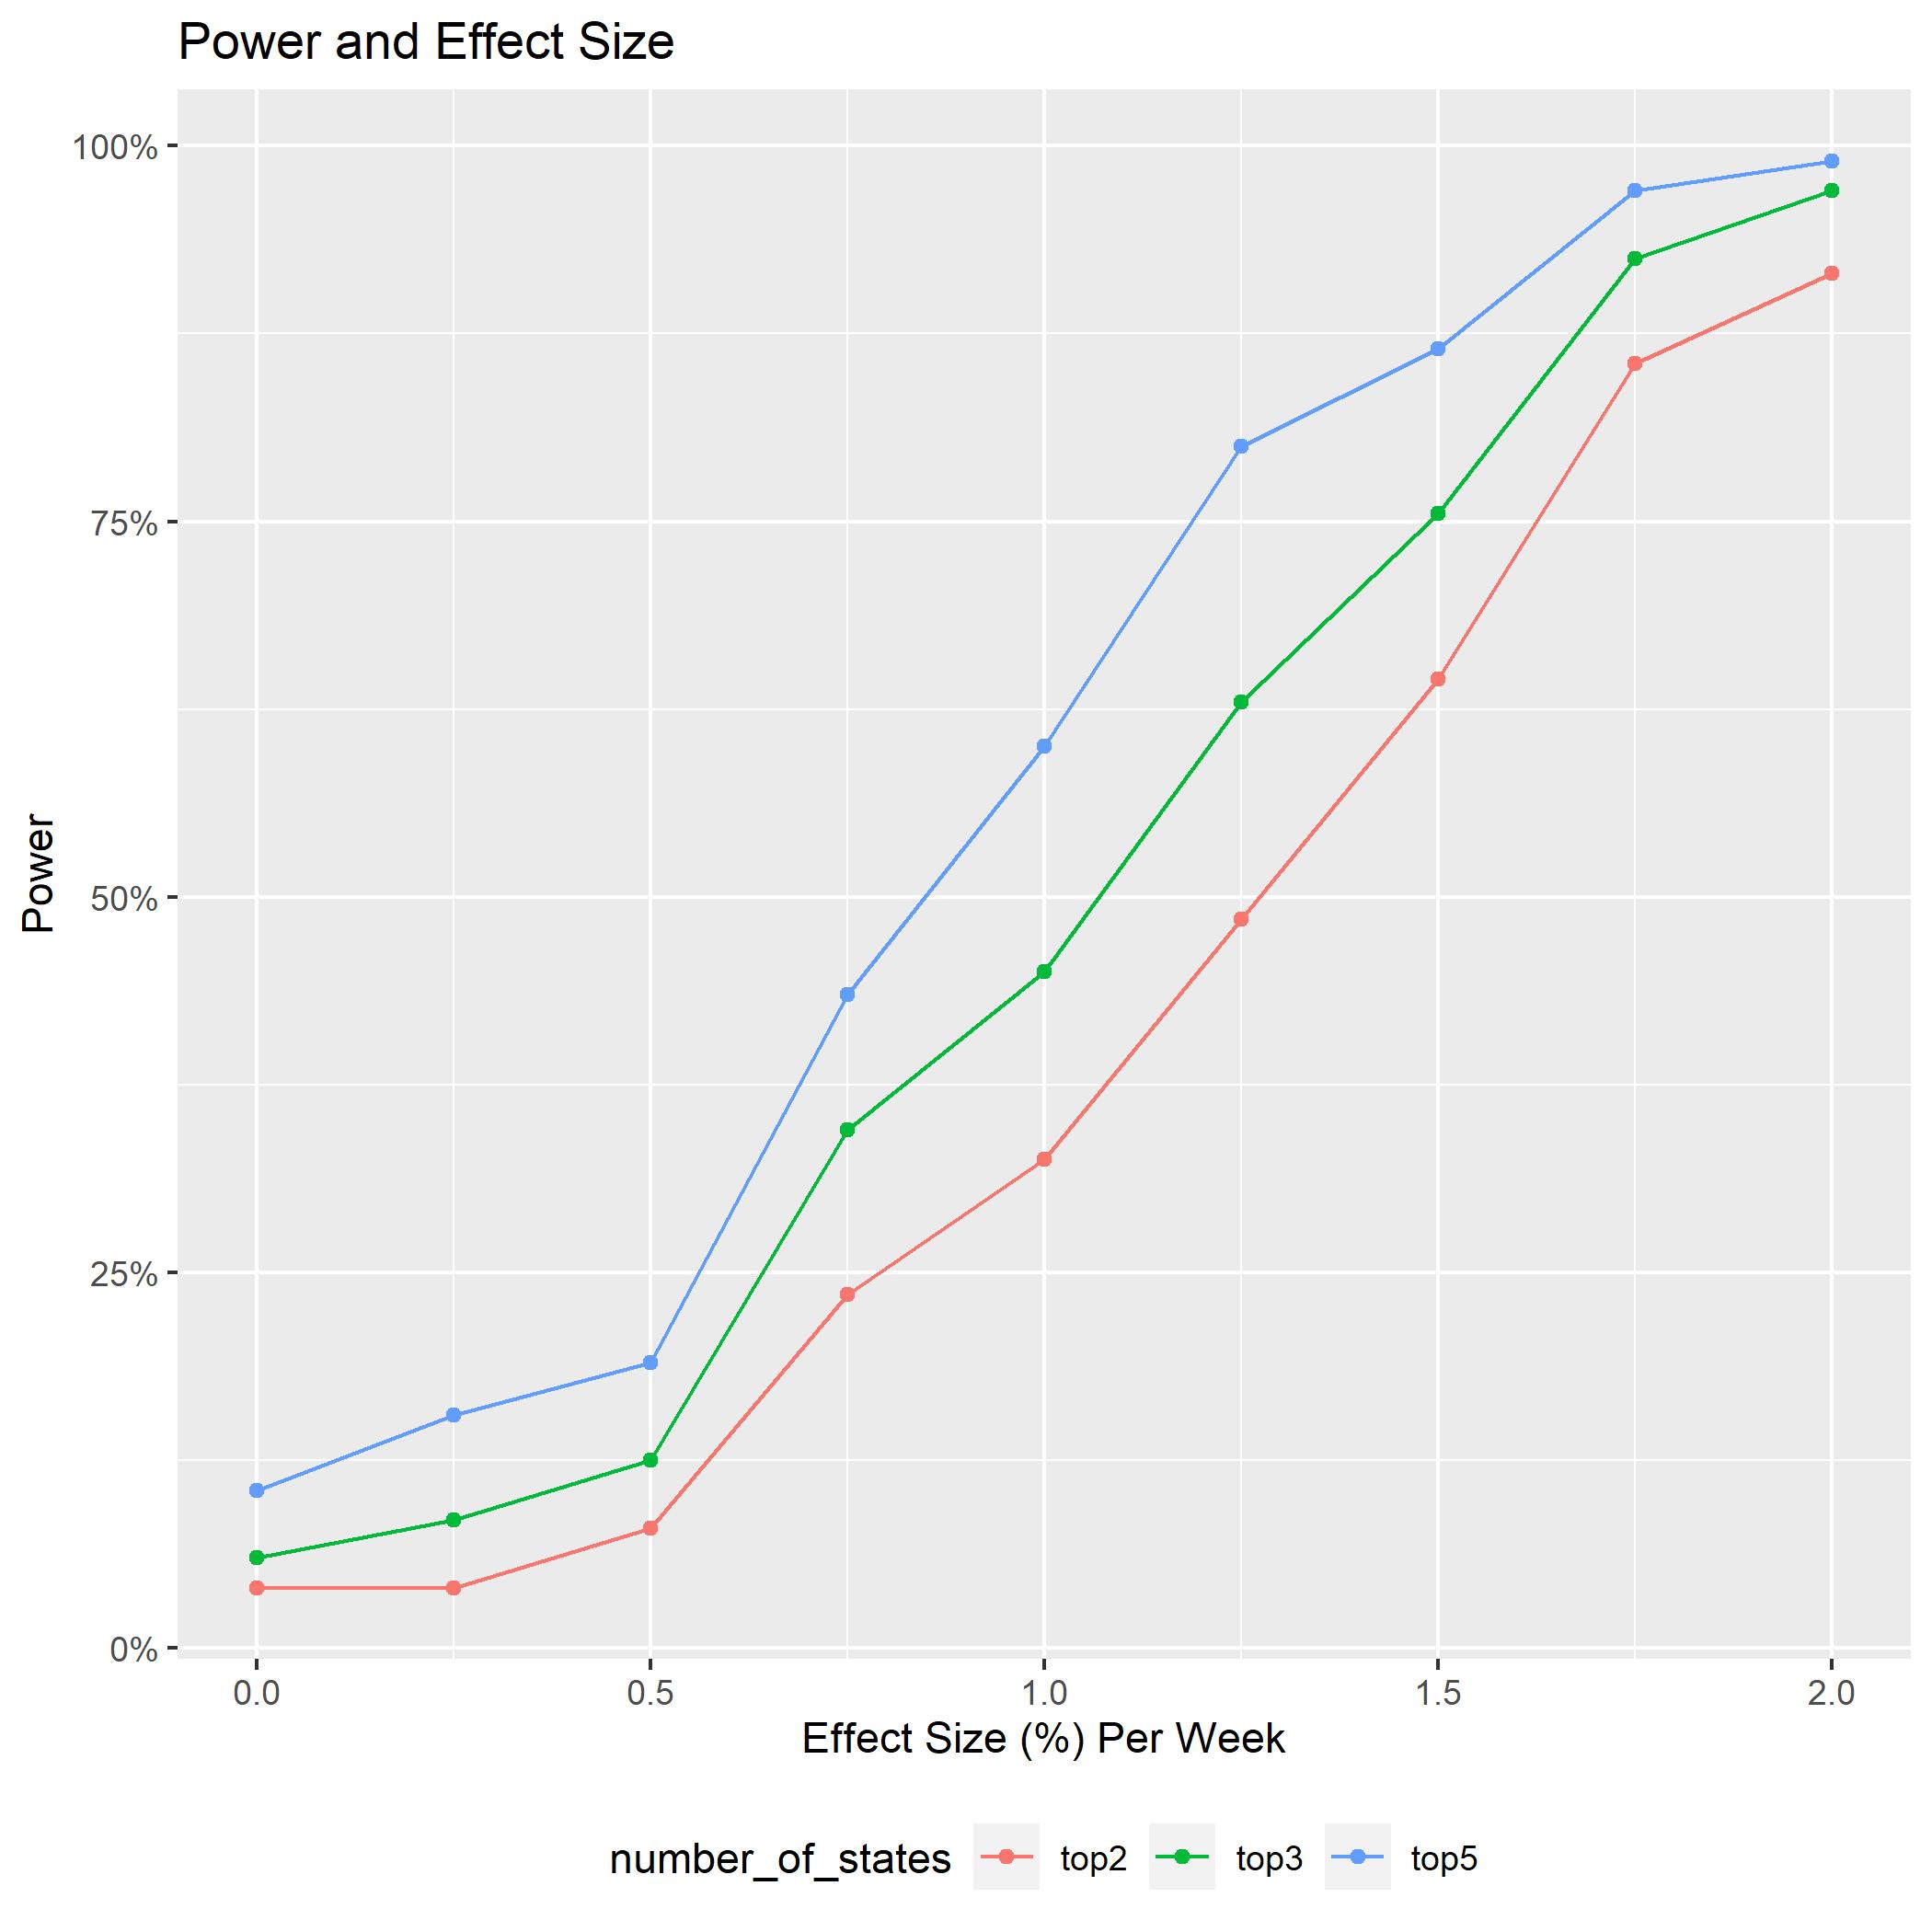 Power and Effect Size
100%
75%
50%
25%
0%
Power
0.0 0.5 1.0 1.5 2.0
Effect Size (%) Per Week
number_of_states top2 top3 top5